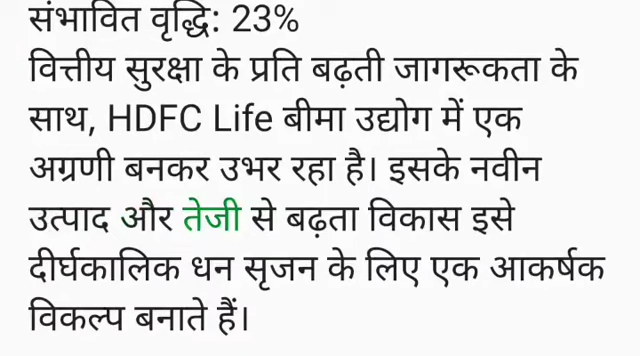 संभावित वृद्धि: 23%
वित्तीय सुरक्षा के प्रति बढ़ती जागरूकता के
साथ, HDFC Life बीमा उद्योग में एक
अग्रणी बनकर उभर रहा है। इसके नवीन
उत्पाद और तेजी से बढ़ता विकास इसे
दीर्घकालिक धन सृजन के लिए एक आकर्षक
विकल्प बनाते हैं।